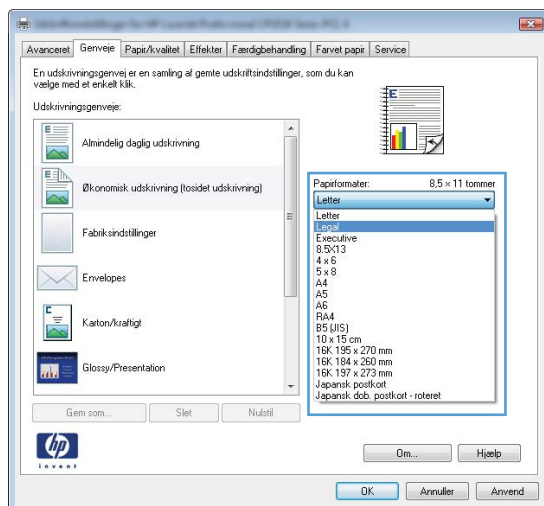 Avanceret Genveje Papir/kvalitet Effekter Færdigbehandling Farvet papir Service
En udskrivningsgenvej er en samling af gemte udskriftsindstillinger, som du kan
vælge med et enkelt klik.
Udskrivningsgenveje:
Almindelig daglig udskrivning
Økonomisk udskrivning (tosidet udskrivning)
Fabriksindstillinger
Envelopes
Karton/kraftigt
Glossy/Presentation
Papirformater: 8,5 × 11 tommer
Letter
Letter
Legal
Executive
8.5X13
4 x 6
5 x 8
A4
A5
A6
RA4
B5 (JIS)
10 x 15 cm
16K 195 x 270 mm
16K 184 x 260 mm
16K 197 x 273 mm
Japansk postkort
Japansk dob. postkort - roteret
Gem som... Slet Nulstil
hp
invent
Om... Hjælp
OK Annuller Anvend